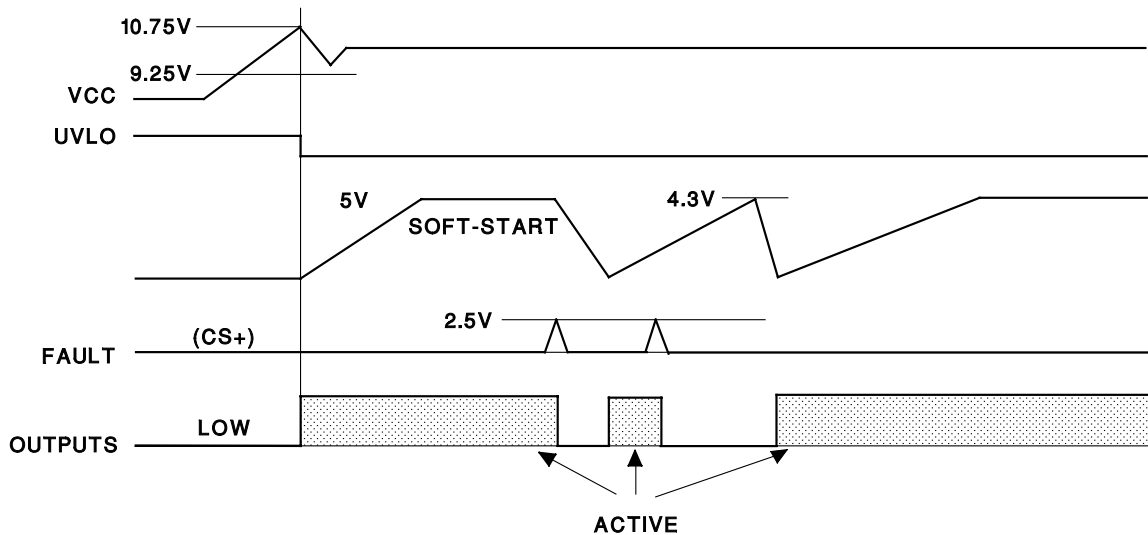 10.75V
9.25V
VCC
UVLO
5V
4.3V
SOFT-START
2.5V
(CS+)
FAULT
LOW
OUTPUTS
ACTIVE